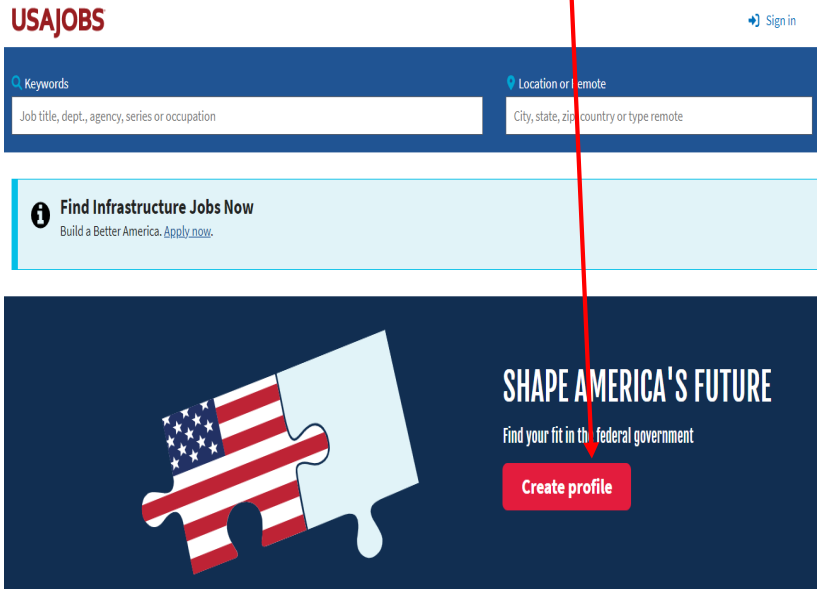 USAJOBS
Sign in
Keywords
Location or Remote
Job title, dept., agency, series or occupation
City, state, zip, country or type remote
Find Infrastructure Jobs Now
Build a Better America. Apply now.
SHAPE AMERICA'S FUTURE
Find your fit in the federal government
Create profile